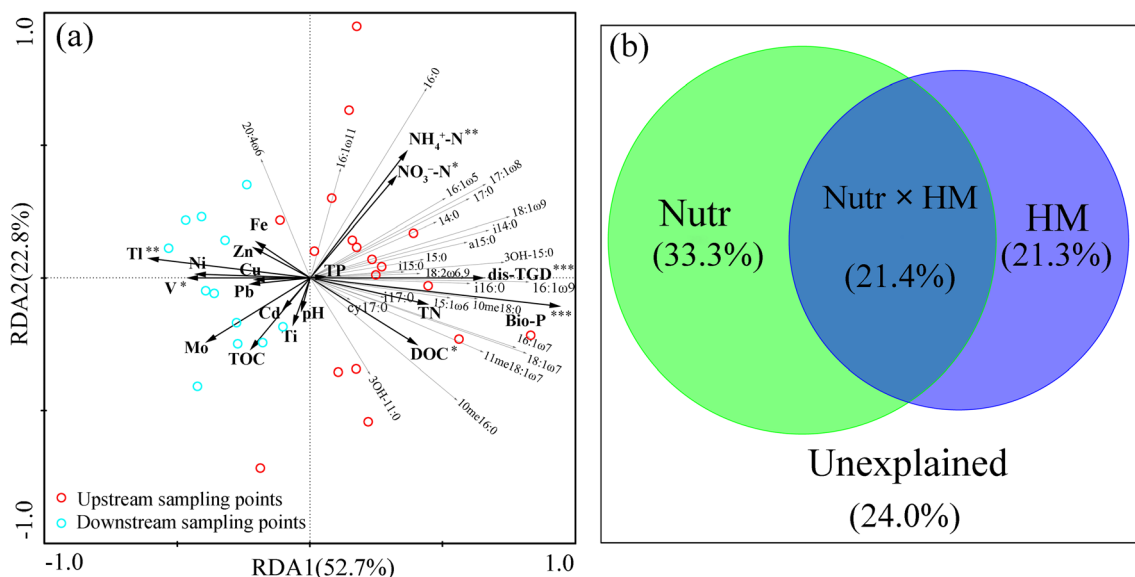 (a)
1.0
16:0
20:4ω6
16:1ω11
NH₄⁺-N**
NO₃⁻-N*
16:1ω5
17:1ω8
17:0
14:0
18:1ω9
i14:0
a15:0
Fe
Zn
Tl**
Ni
Cu
TP
15:0
3OH-15:0
i15:0
18:2ω6,9
dis-TGD***
V*
Pb
i16:0
16:1ω9
i17:0
cy17:0
15:1ω6
10me18:0
TN
Bio-P***
Cd
pH
Ti
Mo
TOC
DOC*
16:1ω7
18:1ω7
11me18:1ω7
3OH-11:0
10me16:0
RDA2(22.8%)
Upstream sampling points
Downstream sampling points
-1.0
-1.0
RDA1(52.7%)
1.0
(b)
Nutr
(33.3%)
Nutr × HM
(21.4%)
HM
(21.3%)
Unexplained
(24.0%)